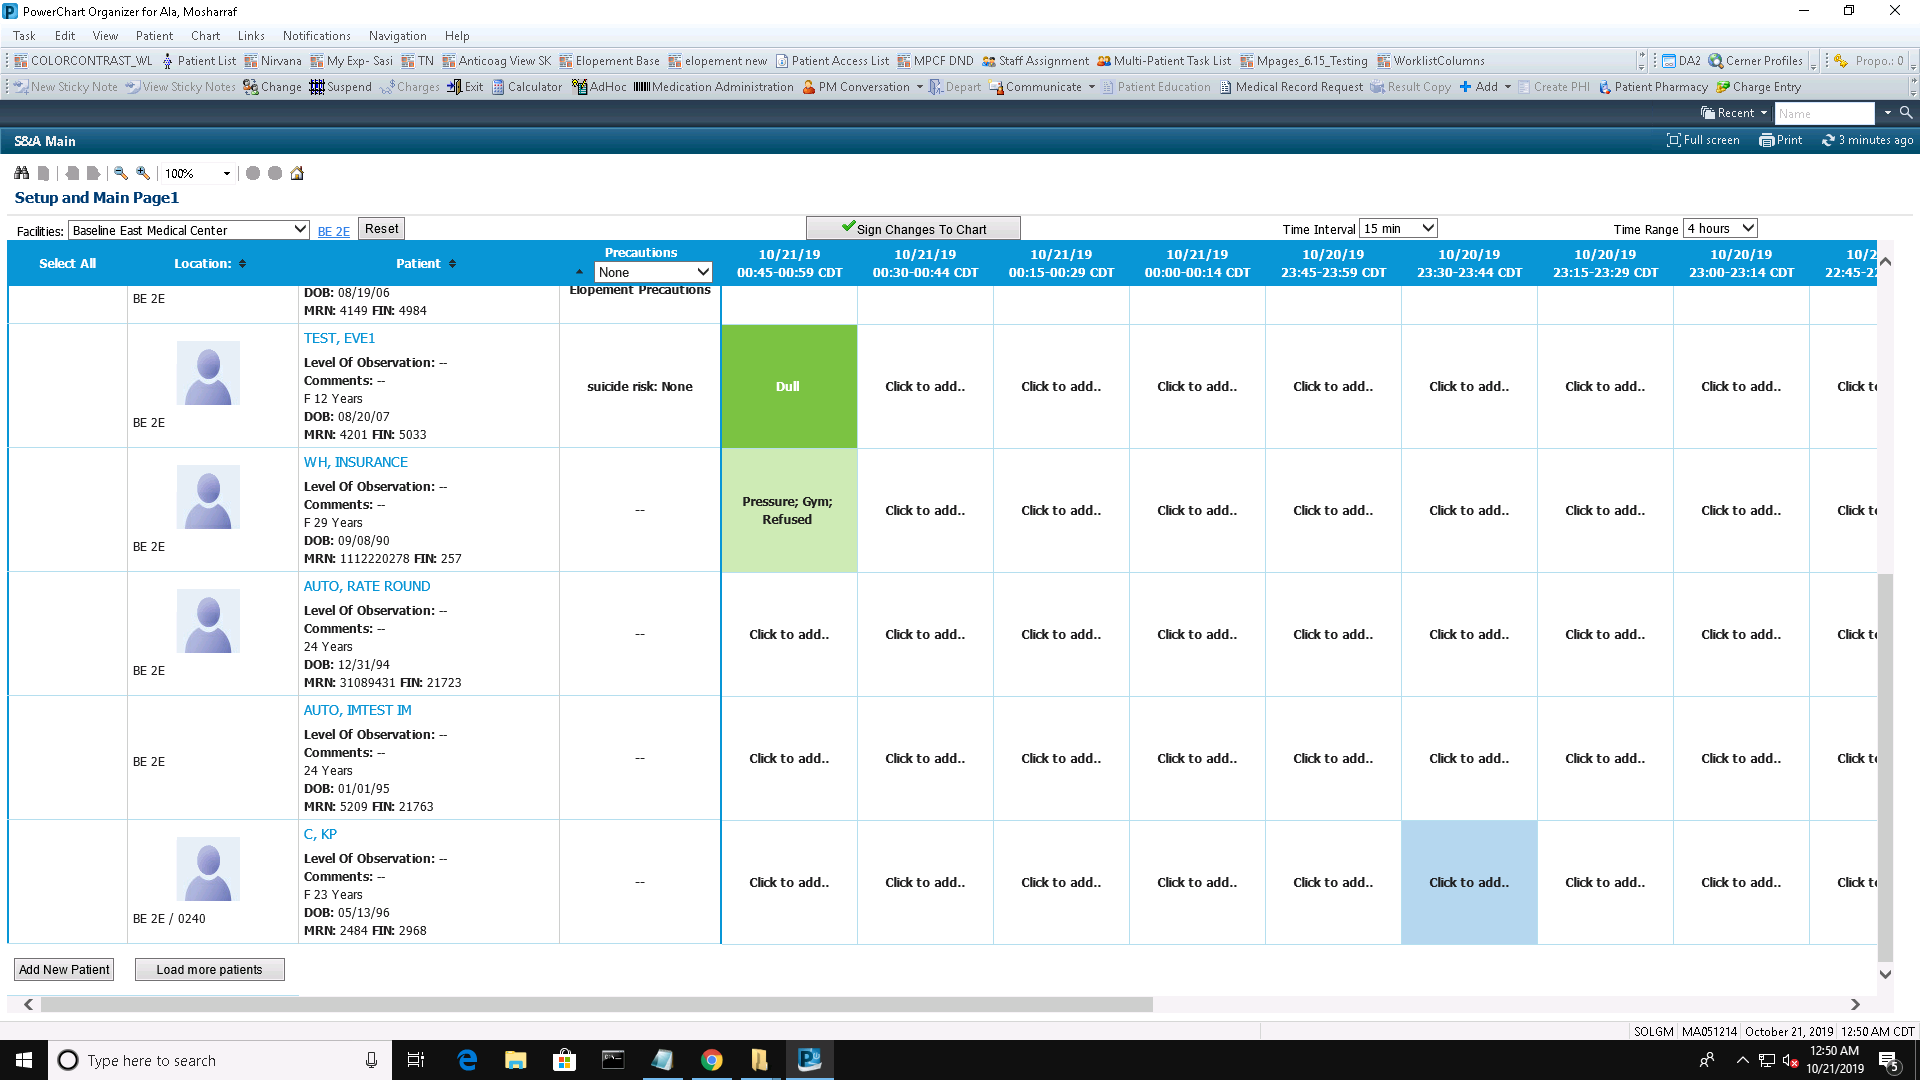 PowerChart Organizer for Ala, Mosharraf
Task Edit View Patient Chart Links Notifications Navigation Help
COLORCONTRAST_WL Patient List Nirvana My Exp- Sasi TN Anticoag View SK Elopement Base elopement new Patient Access List MPCF DND Staff Assignment Multi-Patient Task List Mpages_6.15_Testing WorklistColumns DA2 Cerner Profiles Propo.: 0
New Sticky Note View Sticky Notes Change Suspend Charges Exit Calculator AdHoc Medication Administration PM Conversation Depart Communicate Patient Education Medical Record Request Result Copy Add Create PHI Patient Pharmacy Charge Entry
Recent Name
S&A Main Full screen Print 3 minutes ago
100%
Setup and Main Page1
Facilities: Baseline East Medical Center BE 2E Reset Sign Changes To Chart Time Interval 15 min Time Range 4 hours
Select All Location: Patient Precautions None
10/21/19 10/21/19 10/21/19 10/21/19 10/20/19 10/20/19 10/20/19 10/20/19 10/2
00:45-00:59 CDT 00:30-00:44 CDT 00:15-00:29 CDT 00:00-00:14 CDT 23:45-23:59 CDT 23:30-23:44 CDT 23:15-23:29 CDT 23:00-23:14 CDT 22:45-22
BE 2E
DOB: 08/19/06
MRN: 4149 FIN: 4984
Elopement Precautions
BE 2E
TEST, EVE1
Level Of Observation: --
Comments: --
F 12 Years
DOB: 08/20/07
MRN: 4201 FIN: 5033
suicide risk: None
Dull Click to add.. Click to add.. Click to add.. Click to add.. Click to add.. Click to add.. Click to add.. Click t
BE 2E
WH, INSURANCE
Level Of Observation: --
Comments: --
F 29 Years
DOB: 09/08/90
MRN: 1112220278 FIN: 257
--
Pressure; Gym;
Refused
Click to add.. Click to add.. Click to add.. Click to add.. Click to add.. Click to add.. Click to add.. Click t
BE 2E
AUTO, RATE ROUND
Level Of Observation: --
Comments: --
24 Years
DOB: 12/31/94
MRN: 31089431 FIN: 21723
--
Click to add.. Click to add.. Click to add.. Click to add.. Click to add.. Click to add.. Click to add.. Click to add.. Click t
BE 2E
AUTO, IMTEST IM
Level Of Observation: --
Comments: --
24 Years
DOB: 01/01/95
MRN: 5209 FIN: 21763
--
Click to add.. Click to add.. Click to add.. Click to add.. Click to add.. Click to add.. Click to add.. Click to add.. Click t
BE 2E / 0240
C, KP
Level Of Observation: --
Comments: --
F 23 Years
DOB: 05/13/96
MRN: 2484 FIN: 2968
--
Click to add.. Click to add.. Click to add.. Click to add.. Click to add.. Click to add.. Click to add.. Click to add.. Click t
Add New Patient Load more patients
SOLGM MA051214 October 21, 2019 12:50 AM CDT
Type here to search
12:50 AM
10/21/2019
5